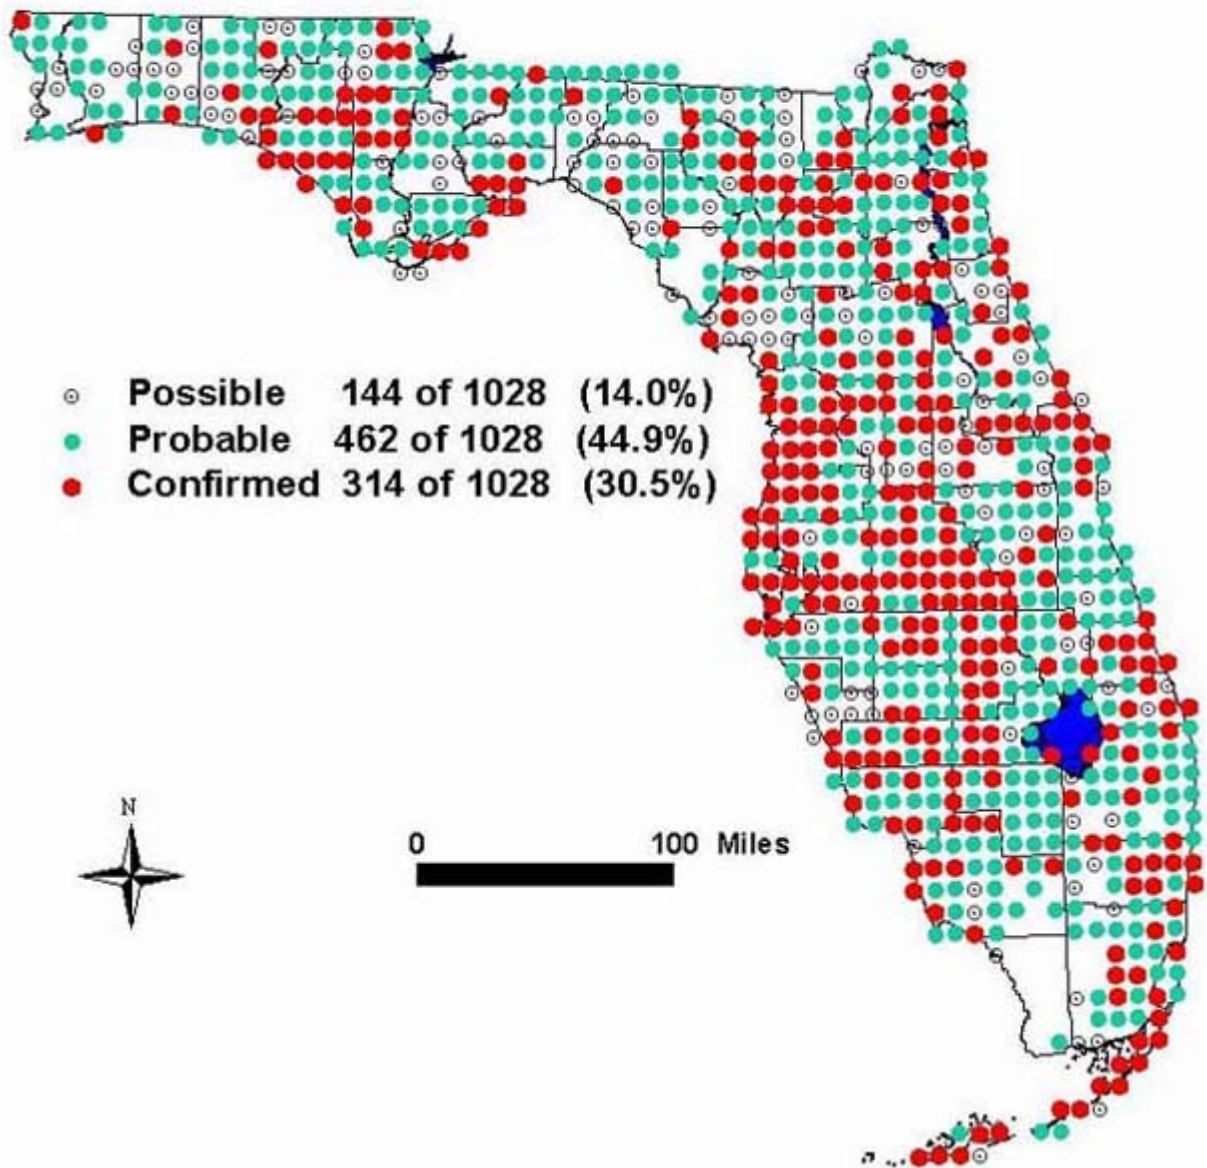 Possible 144 of 1028 (14.0%)
Probable 462 of 1028 (44.9%)
Confirmed 314 of 1028 (30.5%)
N
0 100 Miles